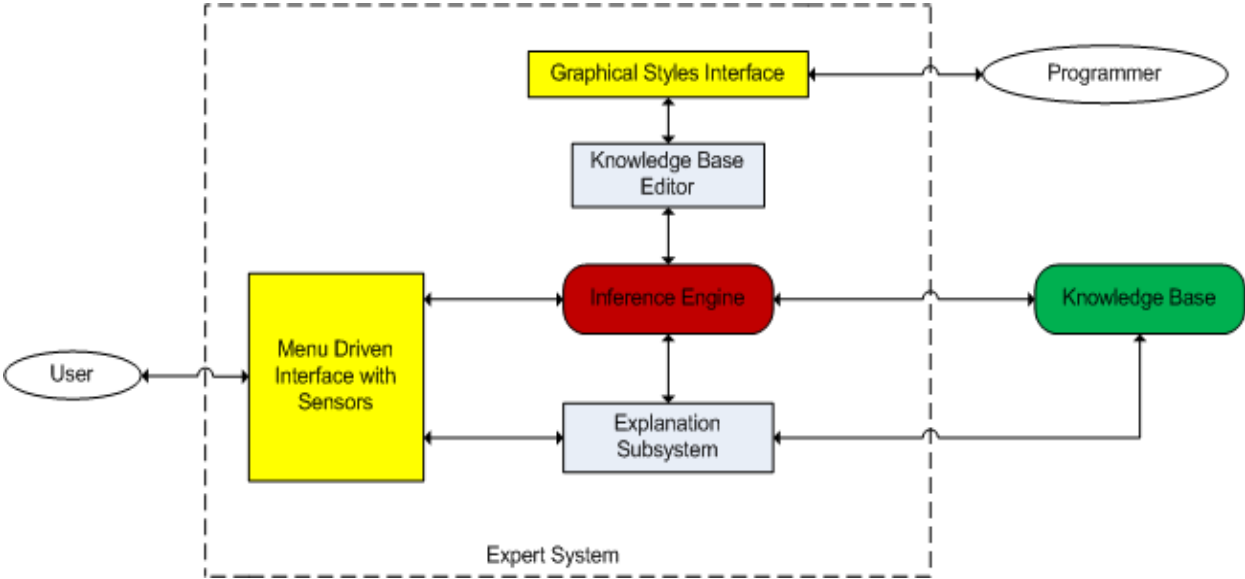 Graphical Styles Interface
Programmer
Knowledge Base
Editor
Inference Engine
Knowledge Base
Menu Driven
Interface with
Sensors
User
Explanation
Subsystem
Expert System